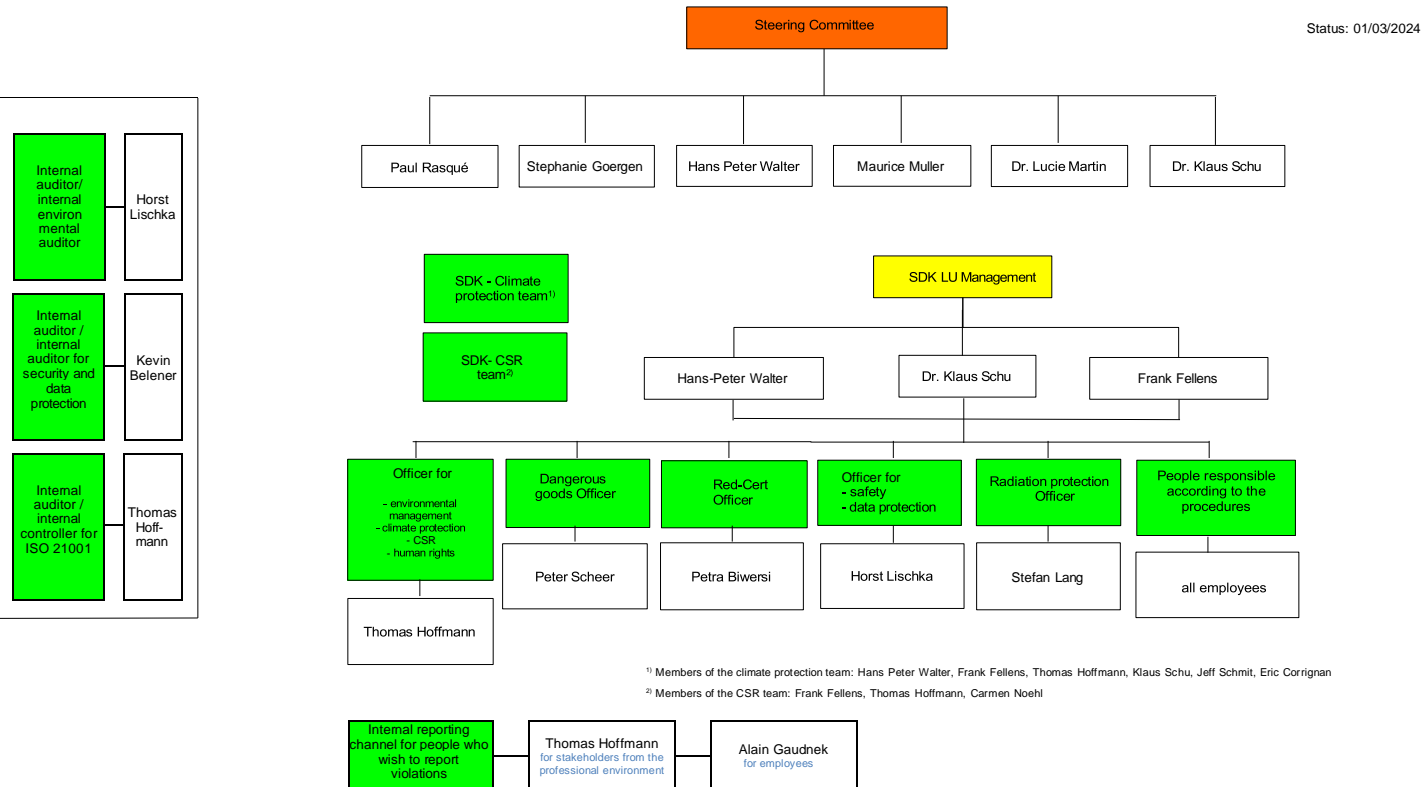 Steering Committee
Status: 01/03/2024
Paul Rasqué
Stephanie Goergen
Hans Peter Walter
Maurice Muller
Dr. Lucie Martin
Dr. Klaus Schu
Internal
auditor/
internal
environ
mental
auditor
Horst
Lischka
Internal
auditor /
internal
auditor for
security and
data
protection
Kevin
Belener
Internal
auditor /
internal
controller for
ISO 21001
Thomas
Hoff-
mann
SDK - Climate
protection team1)
SDK- CSR
team2)
SDK LU Management
Hans-Peter Walter
Dr. Klaus Schu
Frank Fellens
Officer for
- environmental
management
- climate protection
- CSR
- human rights
Thomas Hoffmann
Dangerous
goods Officer
Peter Scheer
Red-Cert
Officer
Petra Biwersi
Officer for
- safety
- data protection
Horst Lischka
Radiation protection
Officer
Stefan Lang
People responsible
according to the
procedures
all employees
1) Members of the climate protection team: Hans Peter Walter, Frank Fellens, Thomas Hoffmann, Klaus Schu, Jeff Schmit, Eric Corrignan
2) Members of the CSR team: Frank Fellens, Thomas Hoffmann, Carmen Noehl
Internal reporting
channel for people who
wish to report
violations
Thomas Hoffmann
for stakeholders from the
professional environment
Alain Gaudnek
for employees